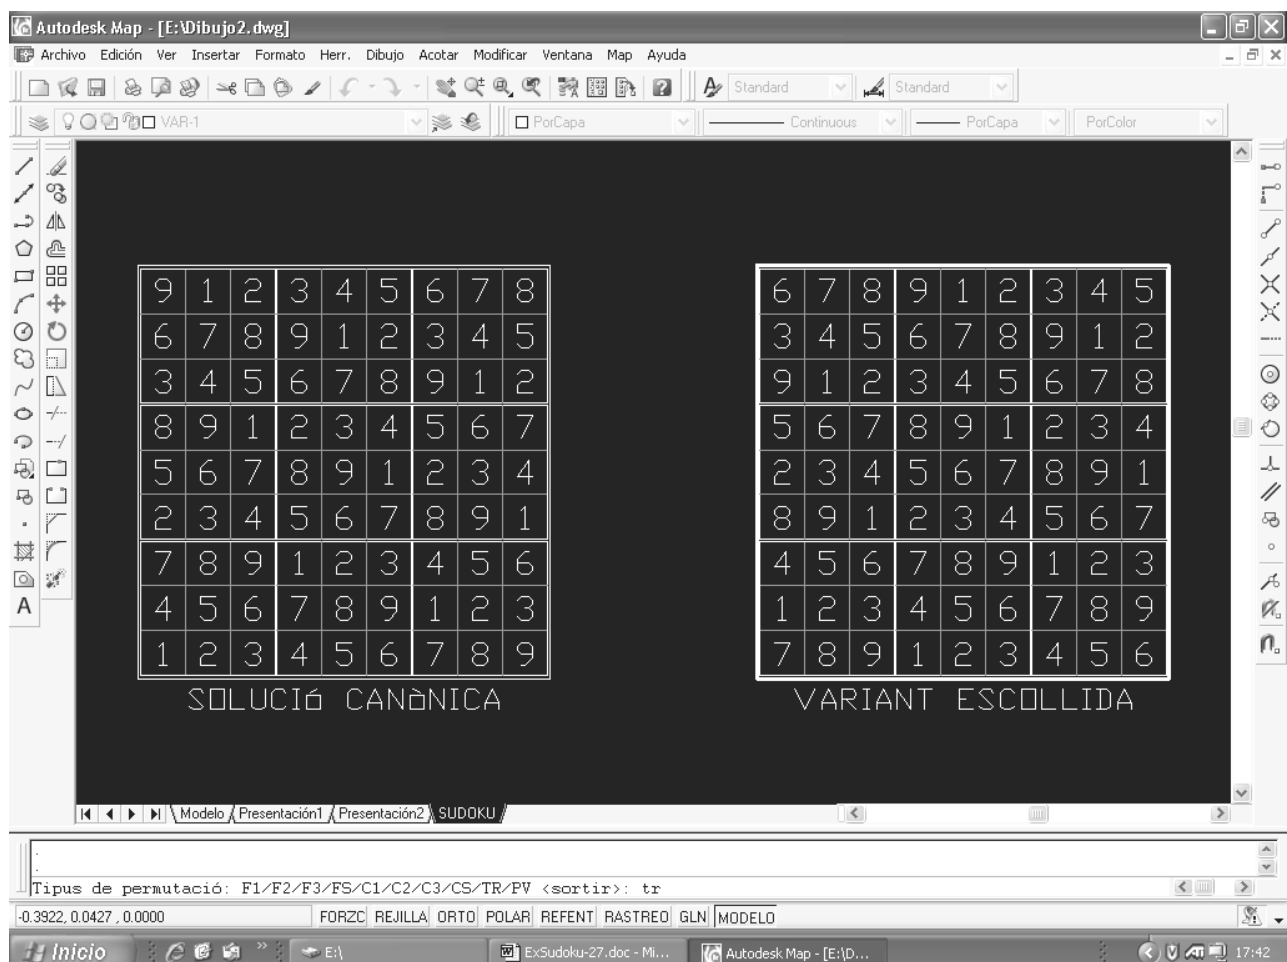 Autodesk Map - [E:\Dibujo2.dwg]
Archivo Edición Ver Insertar Formato Herr. Dibujo Acotar Modificar Ventana Map Ayuda
Standard Standard
VAR-1 PorCapa Continuous PorCapa PorColor
9 1 2 3 4 5 6 7 8
6 7 8 9 1 2 3 4 5
3 4 5 6 7 8 9 1 2
8 9 1 2 3 4 5 6 7
5 6 7 8 9 1 2 3 4
2 3 4 5 6 7 8 9 1
7 8 9 1 2 3 4 5 6
4 5 6 7 8 9 1 2 3
1 2 3 4 5 6 7 8 9
SOLUCIó CANòNICA
6 7 8 9 1 2 3 4 5
3 4 5 6 7 8 9 1 2
9 1 2 3 4 5 6 7 8
5 6 7 8 9 1 2 3 4
2 3 4 5 6 7 8 9 1
8 9 1 2 3 4 5 6 7
4 5 6 7 8 9 1 2 3
1 2 3 4 5 6 7 8 9
7 8 9 1 2 3 4 5 6
VARIANT ESCOLLIDA
Modelo Presentación1 Presentación2 SUDOKU
Tipus de permutació: F1/F2/F3/FS/C1/C2/C3/CS/TR/PV <sortir>: tr
-0.3922, 0.0427 , 0.0000 FORZC REJILLA ORTO POLAR REFENT RASTREO GLN MODELO
Inicio » E:\ ExSudoku-27.doc - Mi... Autodesk Map - [E:\D... 17:42